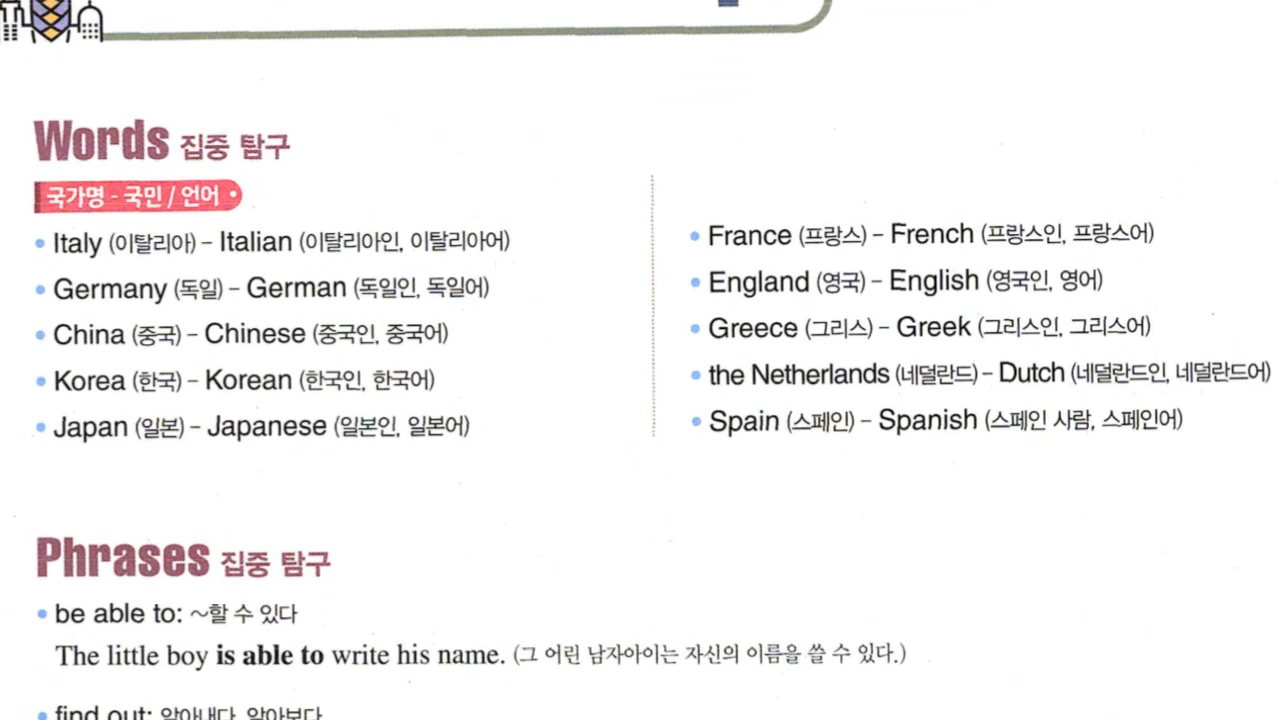 Words 집중 탐구
국가명 - 국민 / 언어
• Italy (이탈리아) – Italian (이탈리아인, 이탈리아어)
• Germany (독일) – German (독일인, 독일어)
• China (중국) – Chinese (중국인, 중국어)
• Korea (한국) – Korean (한국인, 한국어)
• Japan (일본) – Japanese (일본인, 일본어)
• France (프랑스) – French (프랑스인, 프랑스어)
• England (영국) – English (영국인, 영어)
• Greece (그리스) – Greek (그리스인, 그리스어)
• the Netherlands (네덜란드) – Dutch (네덜란드인, 네덜란드어)
• Spain (스페인) – Spanish (스페인 사람, 스페인어)
Phrases 집중 탐구
• be able to: ~할 수 있다
The little boy is able to write his name. (그 어린 남자아이는 자신의 이름을 쓸 수 있다.)
• find out: 알아내다, 알아보다